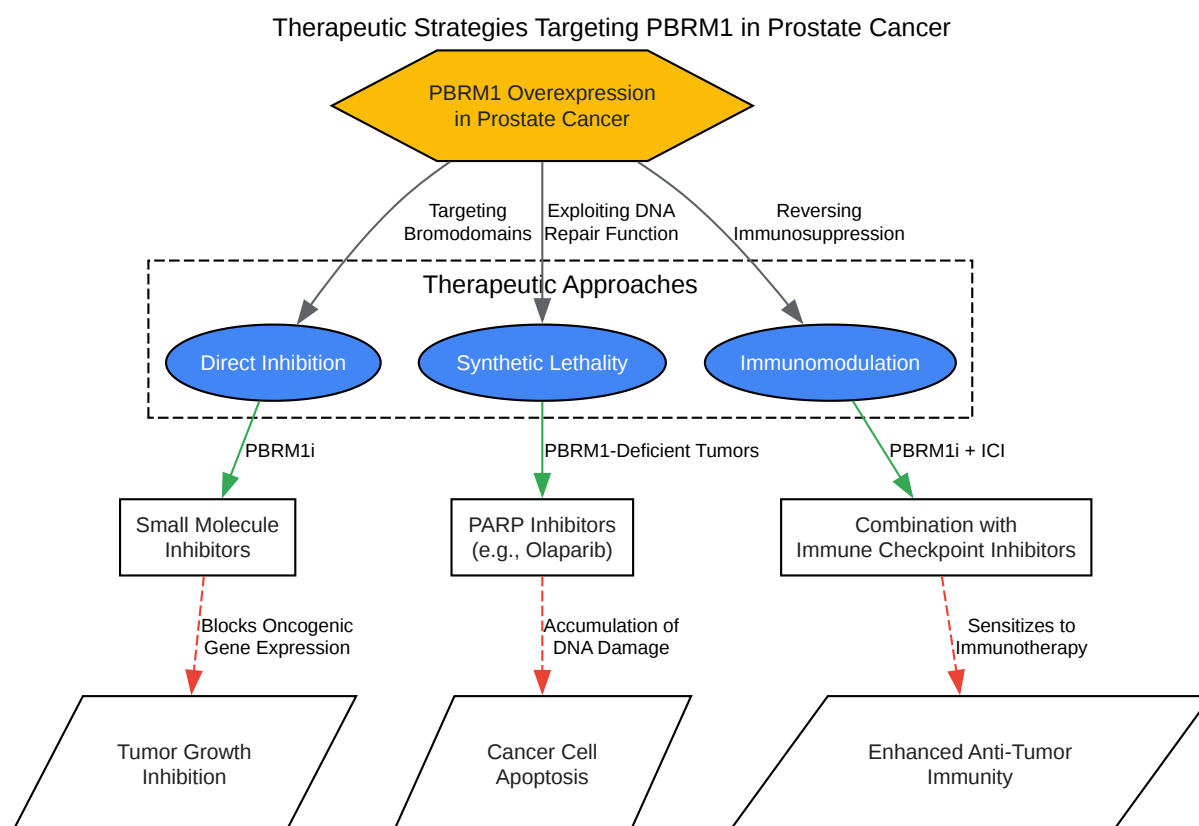 Therapeutic Strategies Targeting PBRM1 in Prostate Cancer
PBRM1 Overexpression
in Prostate Cancer
Targeting
Bromodomains
Exploiting DNA
Repair Function
Reversing
Immunosuppression
Therapeutic Approaches
Direct Inhibition
Synthetic Lethality
Immunomodulation
PBRM1i
PBRM1-Deficient Tumors
PBRM1i + ICI
Small Molecule
Inhibitors
PARP Inhibitors
(e.g., Olaparib)
Combination with
Immune Checkpoint Inhibitors
Blocks Oncogenic
Gene Expression
Accumulation of
DNA Damage
Sensitizes to
Immunotherapy
Tumor Growth
Inhibition
Cancer Cell
Apoptosis
Enhanced Anti-Tumor
Immunity